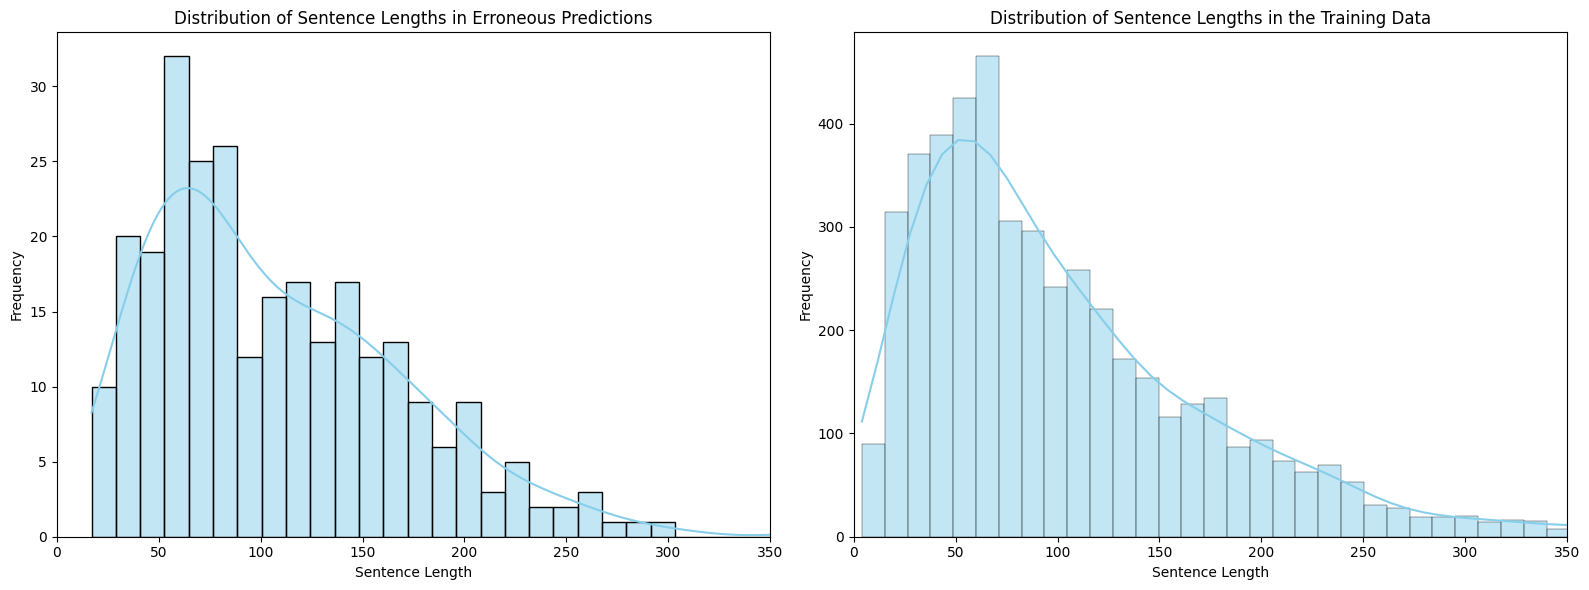 Distribution of Sentence Lengths in Erroneous Predictions
Frequency
30
25
20
15
10
5
0
0 50 100 150 200 250 300 350
Sentence Length
Distribution of Sentence Lengths in the Training Data
Frequency
400
300
200
100
0
0 50 100 150 200 250 300 350
Sentence Length